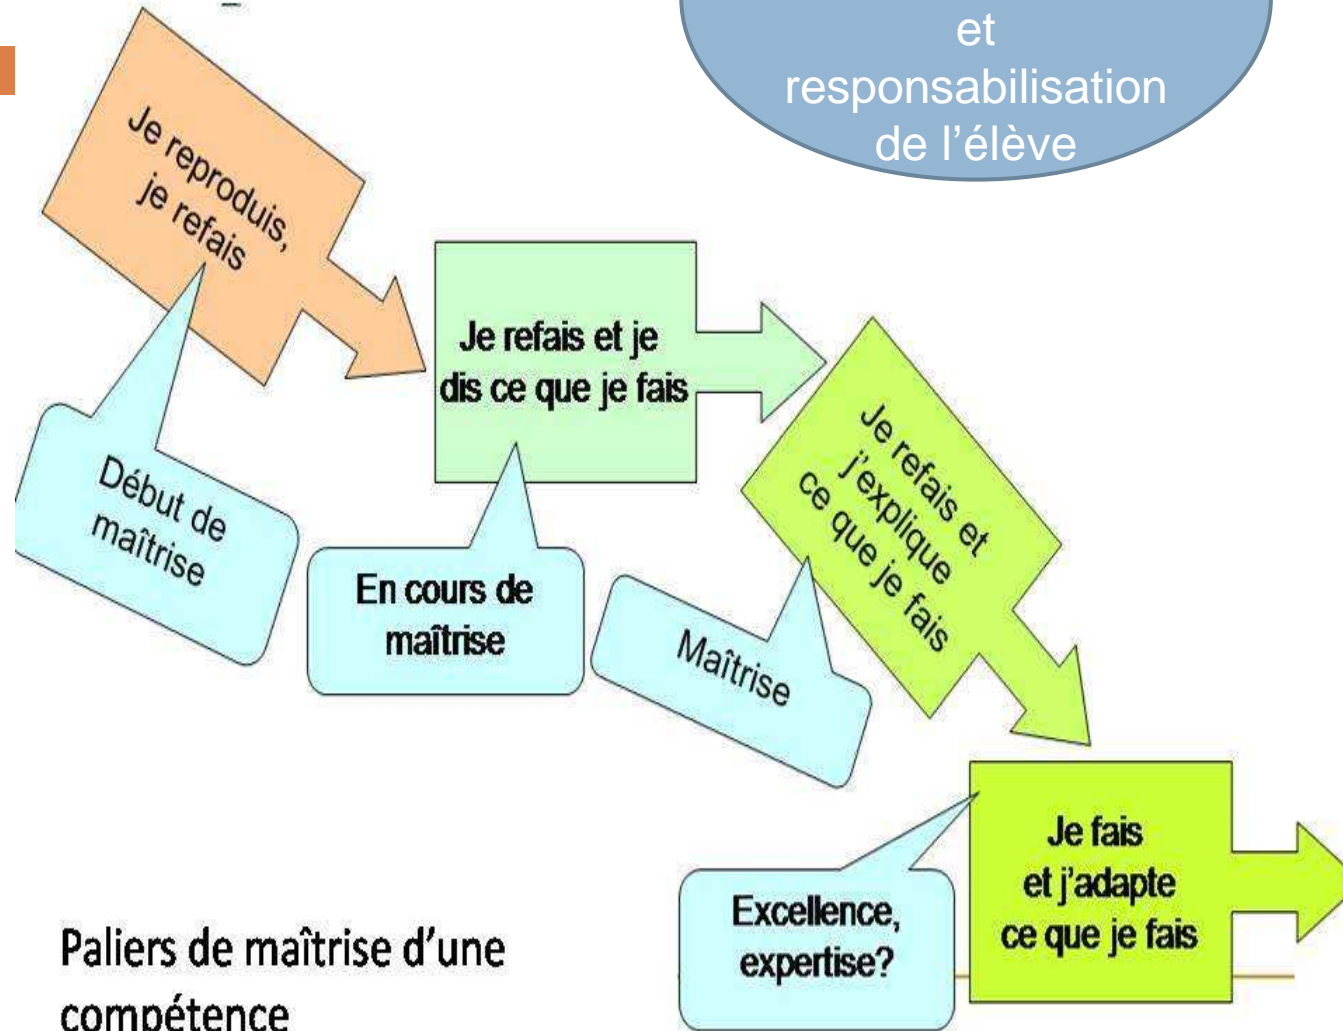 et
responsabilisation
de l’élève
Je reproduis,
je refais
Début de
maîtrise
Je refais et je
dis ce que je fais
En cours de
maîtrise
Je refais et
j'explique
ce que je fais
Maîtrise
Je fais
et j'adapte
ce que je fais
Excellence,
expertise?
Paliers de maîtrise d’une
compétence